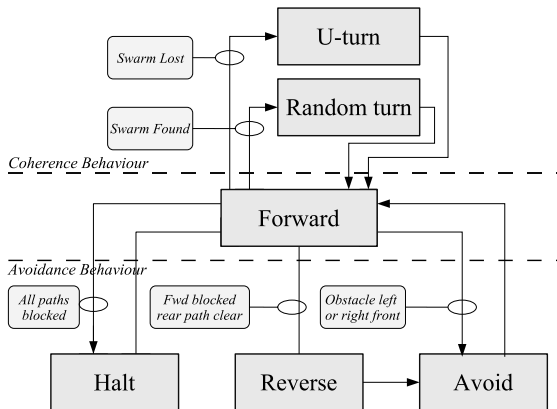 U-turn
Swarm Lost
Random turn
Swarm Found
Coherence Behaviour
Forward
Avoidance Behaviour
All paths
blocked
Fwd blocked
rear path clear
Obstacle left
or right front
Halt
Reverse
Avoid